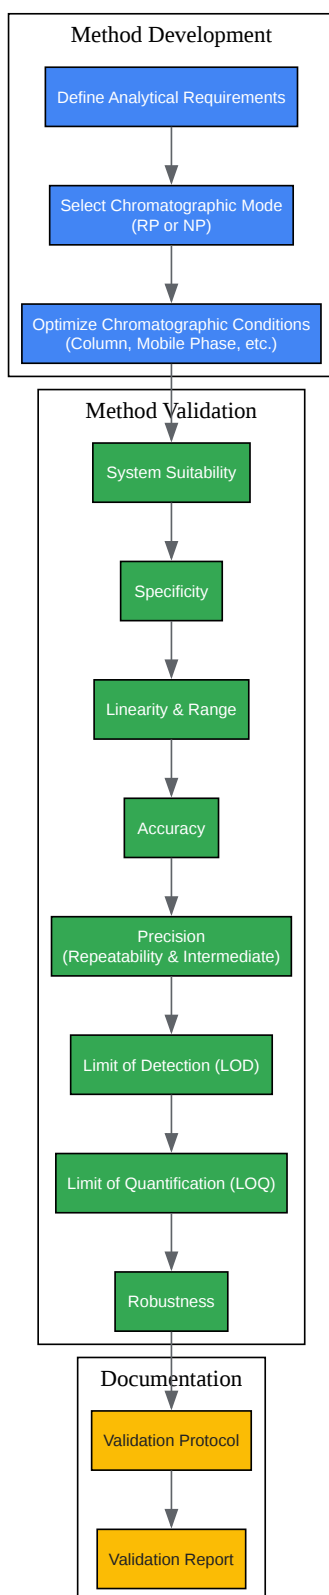 Method Development
Define Analytical Requirements
Select Chromatographic Mode
(RP or NP)
Optimize Chromatographic Conditions
(Column, Mobile Phase, etc.)
Method Validation
System Suitability
Specificity
Linearity & Range
Accuracy
Precision
(Repeatability & Intermediate)
Limit of Detection (LOD)
Limit of Quantification (LOQ)
Robustness
Documentation
Validation Protocol
Validation Report